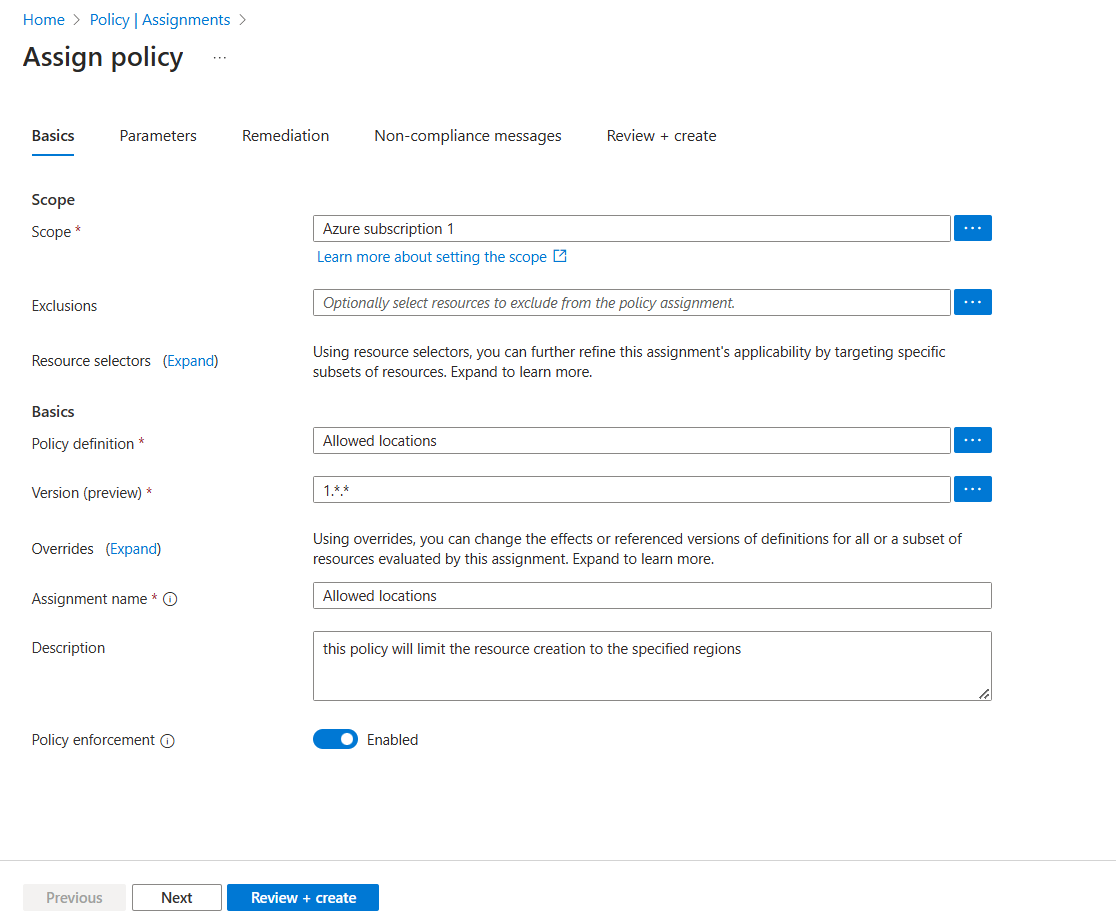 Home > Policy | Assignments >
Assign policy ...
Basics Parameters Remediation Non-compliance messages Review + create
Scope
Scope * Azure subscription 1 ...
Learn more about setting the scope
Exclusions Optionally select resources to exclude from the policy assignment. ...
Resource selectors (Expand) Using resource selectors, you can further refine this assignment's applicability by targeting specific
subsets of resources. Expand to learn more.
Basics
Policy definition * Allowed locations ...
Version (preview) * 1.*.* ...
Overrides (Expand) Using overrides, you can change the effects or referenced versions of definitions for all or a subset of
resources evaluated by this assignment. Expand to learn more.
Assignment name * Allowed locations
Description this policy will limit the resource creation to the specified regions
Policy enforcement Enabled
Previous Next Review + create